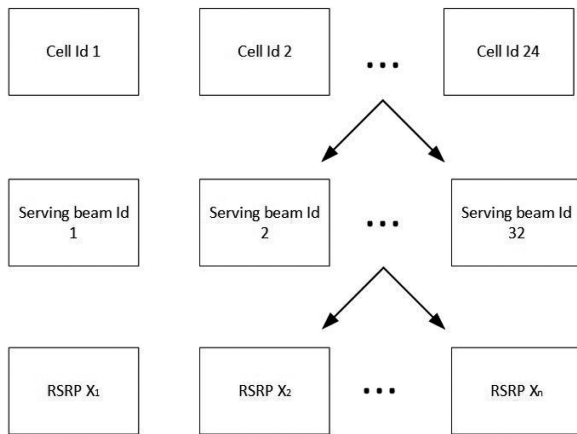 Cell Id 1
Cell Id 2
...
Cell Id 24
Serving beam Id
1
Serving beam Id
2
...
Serving beam Id
32
RSRP X₁
RSRP X₂
...
RSRP Xₙ